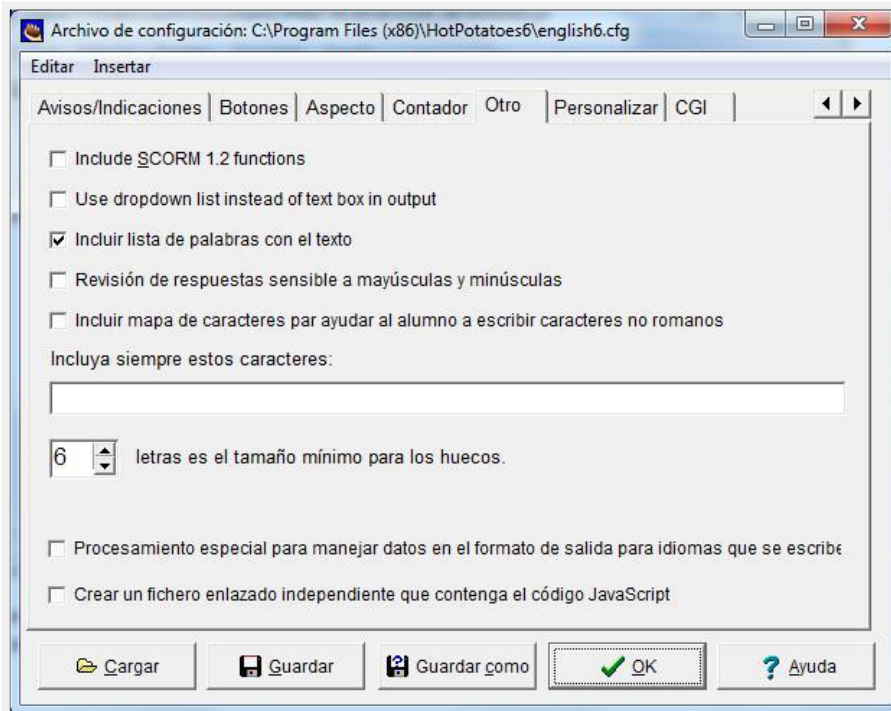 Archivo de configuración: C:\Program Files (x86)\HotPotatoes6\english6.cfg
Editar Insertar
Avisos/Indicaciones Botones Aspecto Contador Otro Personalizar CGI
Include SCORM 1.2 functions
Use dropdown list instead of text box in output
Incluir lista de palabras con el texto
Revisión de respuestas sensible a mayúsculas y minúsculas
Incluir mapa de caracteres par ayudar al alumno a escribir caracteres no romanos
Incluya siempre estos caracteres:
6 letras es el tamaño mínimo para los huecos.
Procesamiento especial para manejar datos en el formato de salida para idiomas que se escribe
Crear un fichero enlazado independiente que contenga el código JavaScript
Cargar Guardar Guardar como OK Ayuda